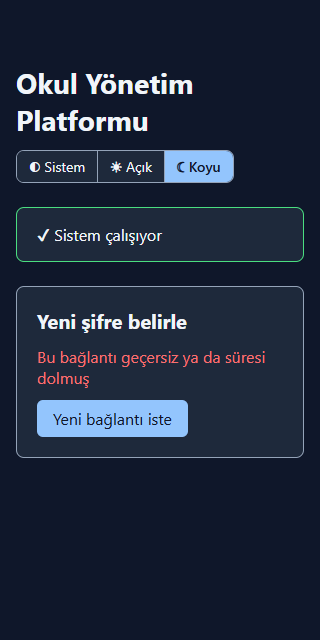 Okul Yönetim
Platformu
◐ Sistem ☀ Açık ☾ Koyu
✓ Sistem çalışıyor
Yeni şifre belirle
Bu bağlantı geçersiz ya da süresi
dolmuş
Yeni bağlantı iste